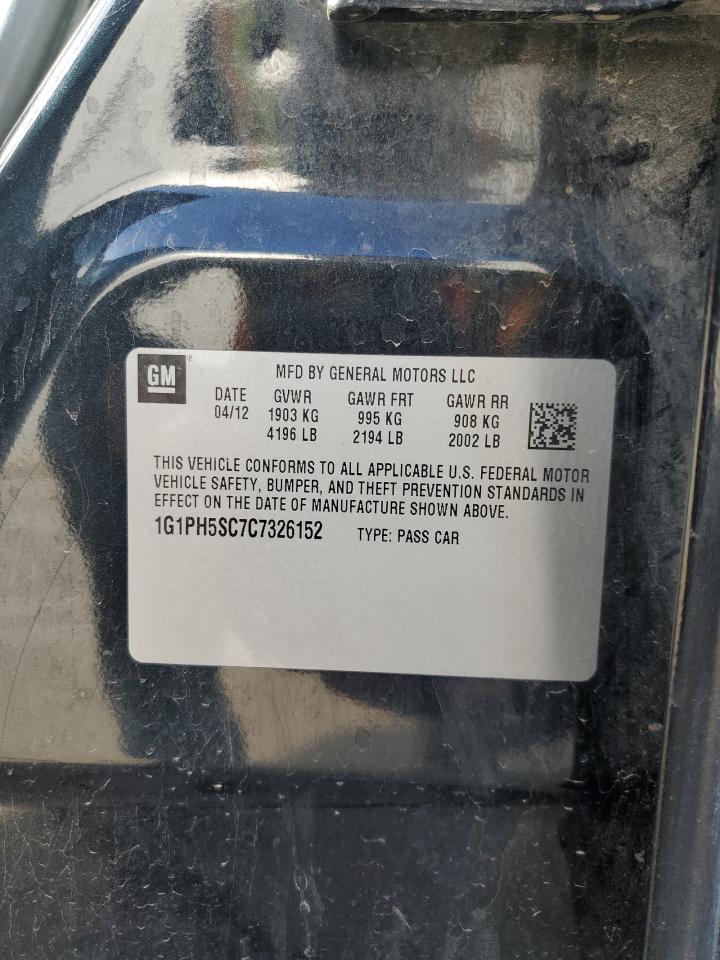 GM®
MFD BY GENERAL MOTORS LLC
DATE GVWR GAWR FRT GAWR RR
04/12 1903 KG 995 KG 908 KG
4196 LB 2194 LB 2002 LB
THIS VEHICLE CONFORMS TO ALL APPLICABLE U.S. FEDERAL MOTOR
VEHICLE SAFETY, BUMPER, AND THEFT PREVENTION STANDARDS IN
EFFECT ON THE DATE OF MANUFACTURE SHOWN ABOVE.
1G1PH5SC7C7326152 TYPE: PASS CAR